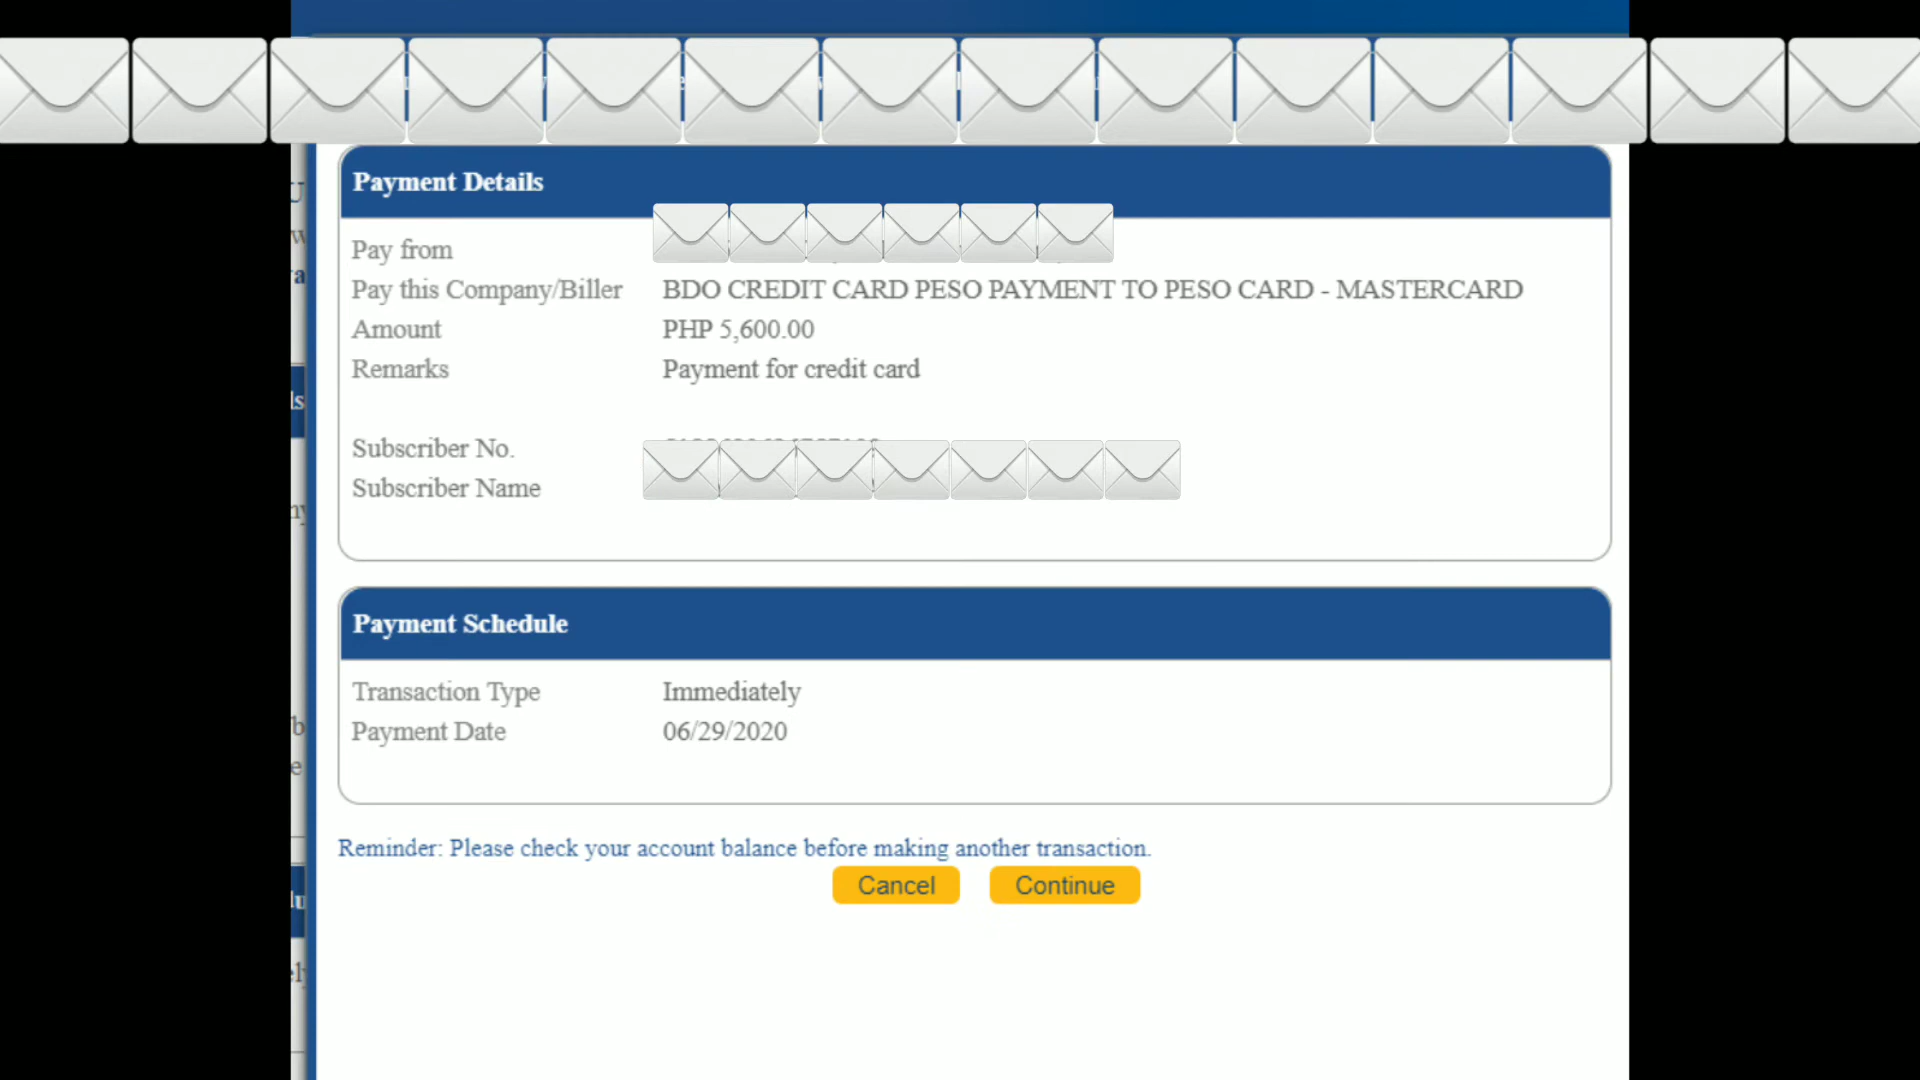 Payment Details
Pay from
Pay this Company/Biller BDO CREDIT CARD PESO PAYMENT TO PESO CARD - MASTERCARD
Amount PHP 5,600.00
Remarks Payment for credit card
Subscriber No.
Subscriber Name
Payment Schedule
Transaction Type Immediately
Payment Date 06/29/2020
Reminder: Please check your account balance before making another transaction.
Cancel Continue